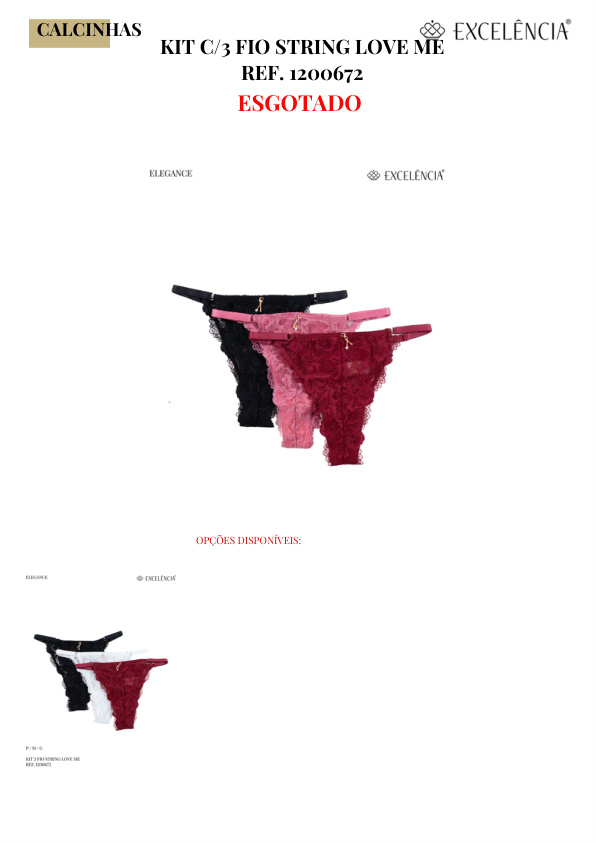 CALCINHAS
EXCELÊNCIA®
KIT C/3 FIO STRING LOVE ME
REF. 1200672
ESGOTADO
ELEGANCE
EXCELÊNCIA®
OPÇÕES DISPONÍVEIS:
ELEGANCE
EXCELÊNCIA®
P / M / G
KIT 3 FIO STRING LOVE ME
REF. 1200672